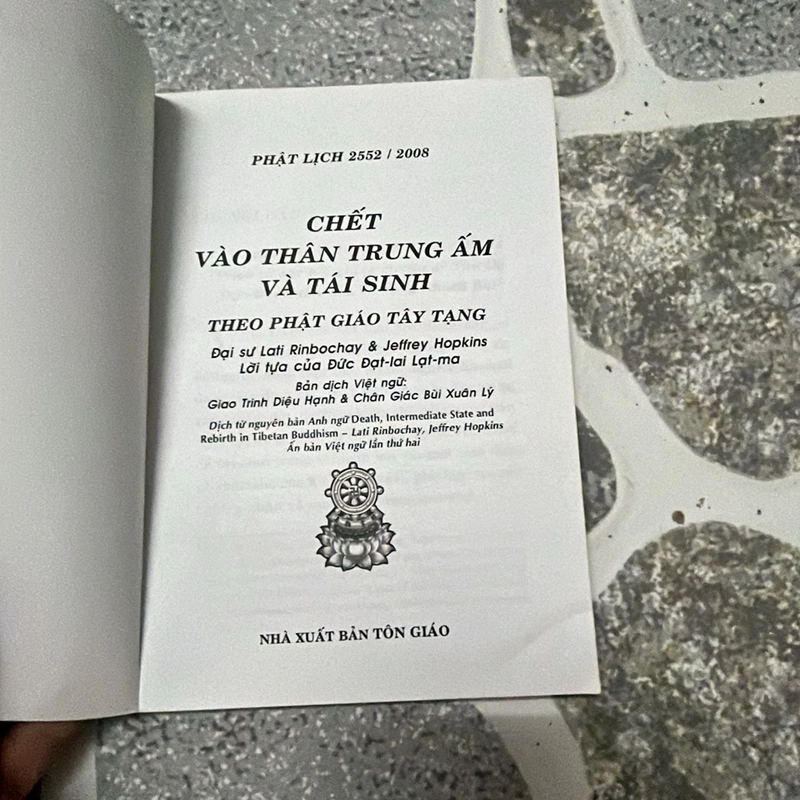 PHẬT LỊCH 2552 / 2008
CHẾT
VÀO THÂN TRUNG ẤM
VÀ TÁI SINH
THEO PHẬT GIÁO TÂY TẠNG
Đại sư Lati Rinbochay & Jeffrey Hopkins
Lời tựa của Đức Đạt-lai Lạt-ma
Bản dịch Việt ngữ:
Giao Trinh Diệu Hạnh & Chân Giác Bùi Xuân Lý
Dịch từ nguyên bản Anh ngữ Death, Intermediate State and
Rebirth in Tibetan Buddhism – Lati Rinbochay, Jeffrey Hopkins
Ấn bản Việt ngữ lần thứ hai
NHÀ XUẤT BẢN TÔN GIÁO